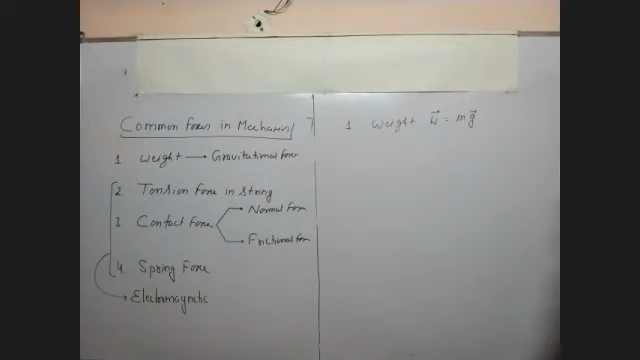 Common Forces in Mechanics
1. Weight → Gravitational force
2. Tension Force in String
3. Contact Force
Normal Force
Frictional Force
4. Spring Force
→ Electromagnetic
1 Weight w⃗ = mg⃗